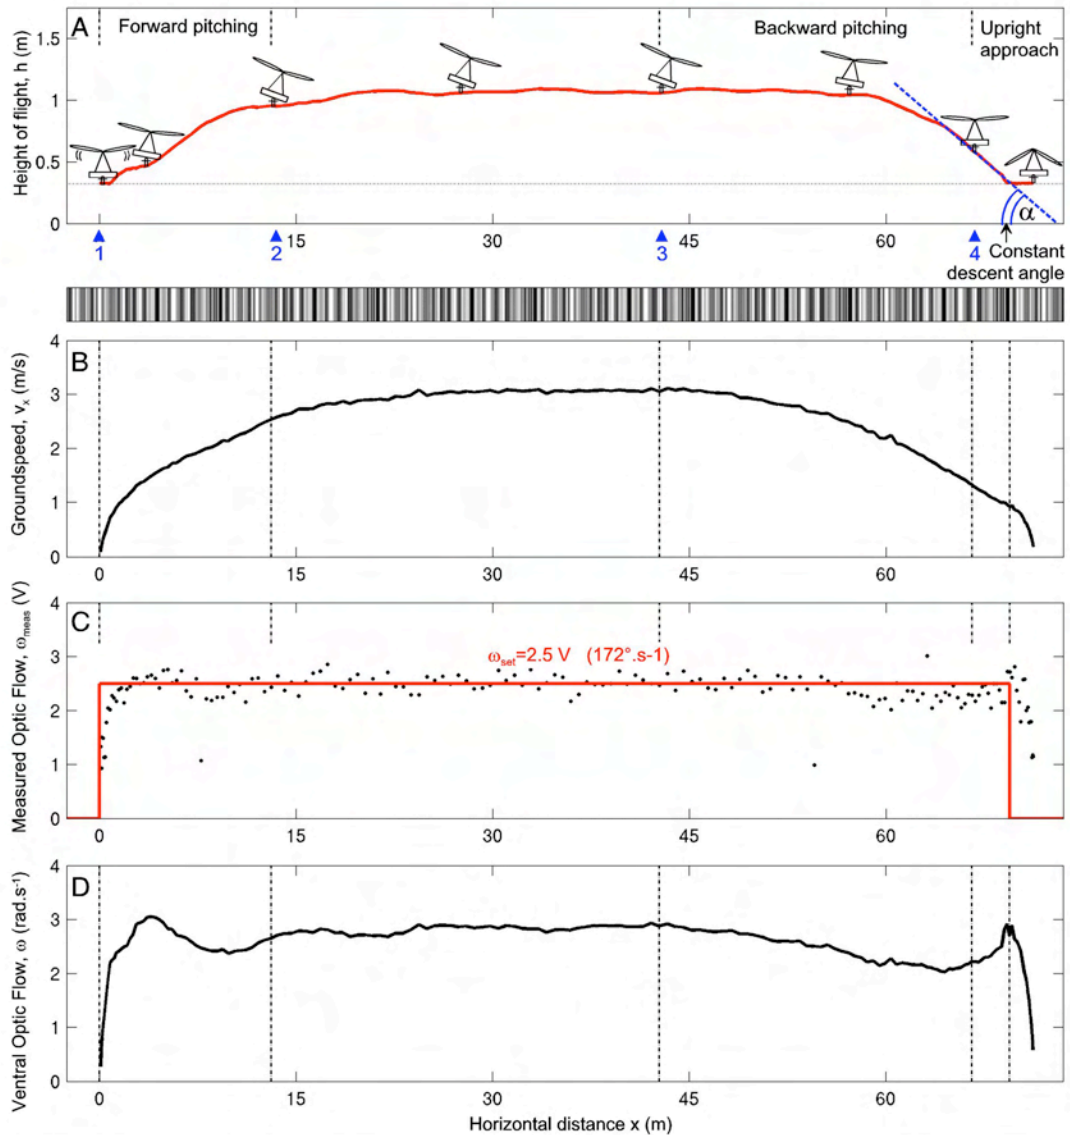 A
Forward pitching
Backward pitching
Upright
approach
Height of flight, h (m)
1.5
1
0.5
0
15
30
45
60
α
1
2
3
4
Constant
descent angle
B
Groundspeed, vₓ (m/s)
4
3
2
1
0
0
15
30
45
60
C
Measured Optic Flow, ω_meas (V)
4
3
2
1
0
ω_set=2.5 V (172°.s-1)
0
15
30
45
60
D
Ventral Optic Flow, ω (rad.s⁻¹)
4
3
2
1
0
0
15
30
45
60
Horizontal distance x (m)